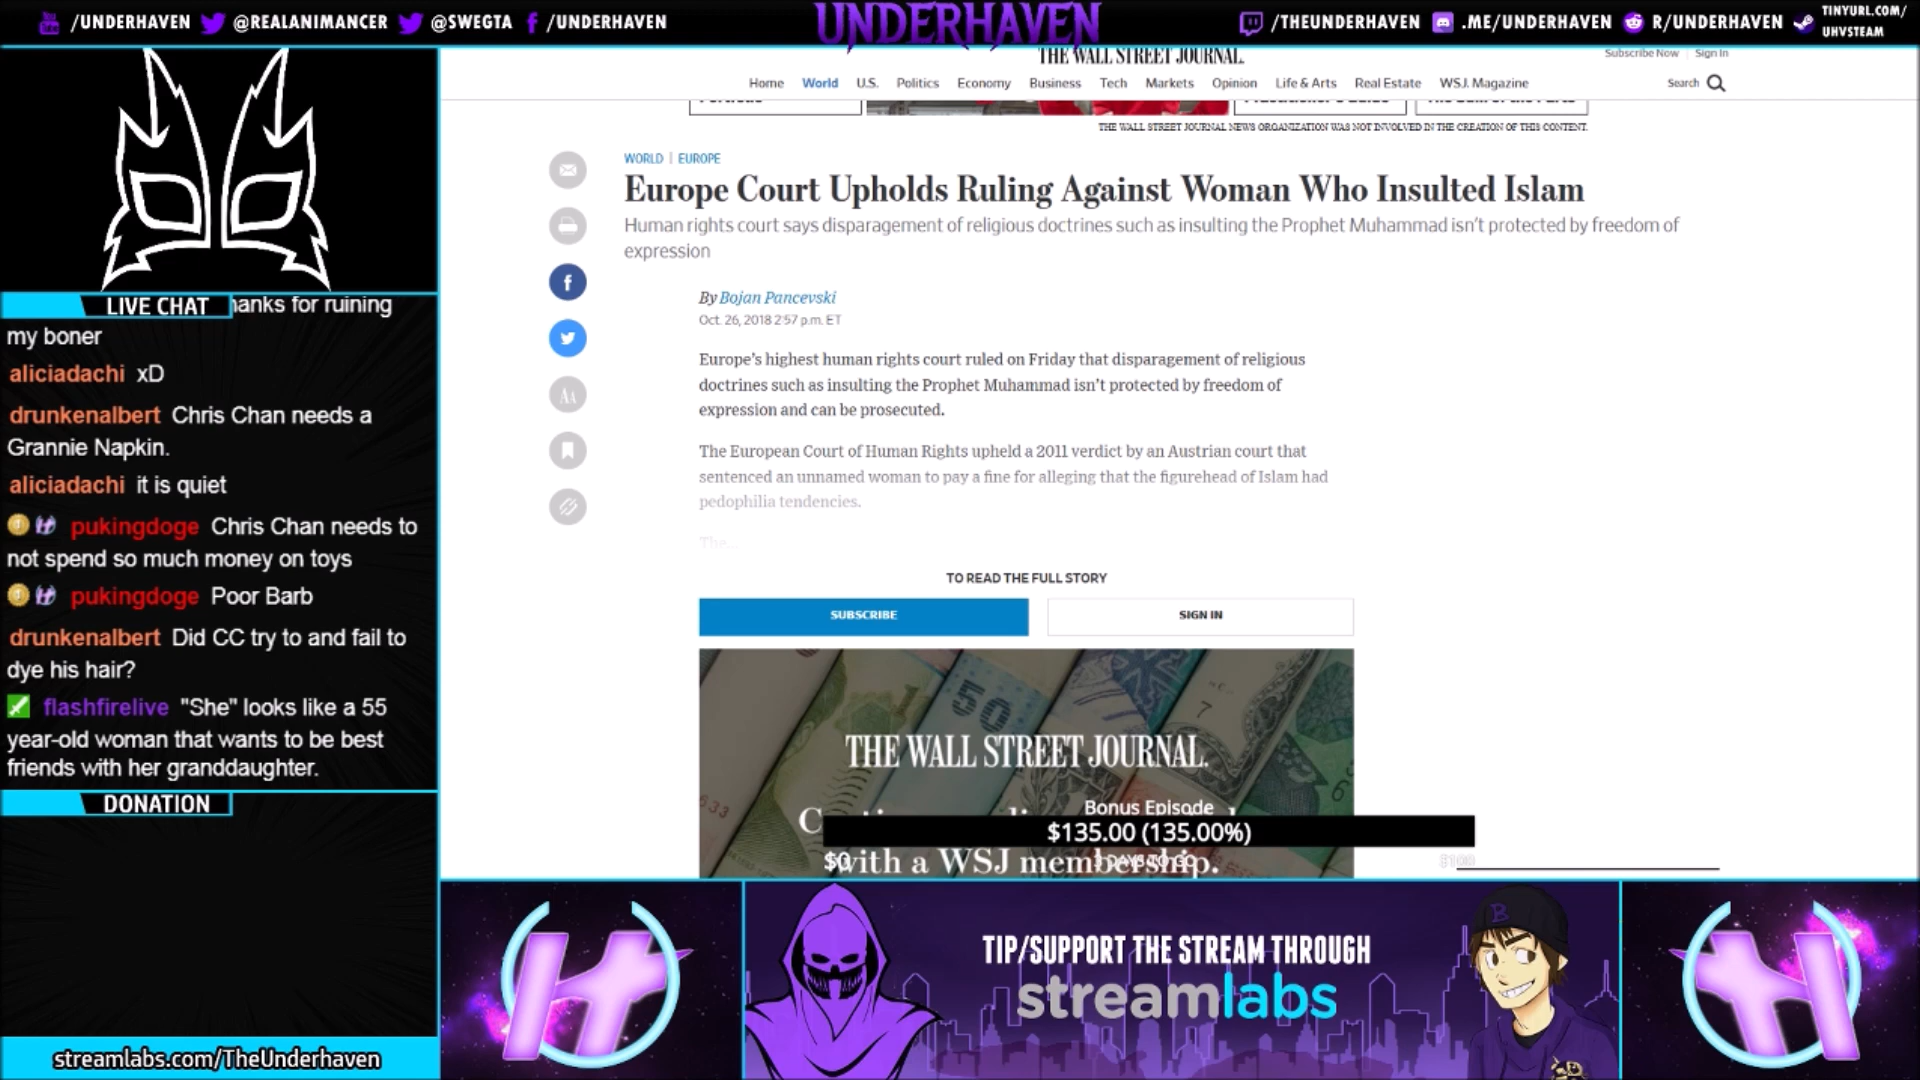 /UNDERHAVEN @REALANIMANCER @SWEGTA /UNDERHAVEN
UNDERHAVEN
/THEUNDERHAVEN .ME/UNDERHAVEN R/UNDERHAVEN TINYURL.COM/
UHVSTEAM
THE WALL STREET JOURNAL.
Subscribe Now Sign In
Home World U.S. Politics Economy Business Tech Markets Opinion Life & Arts Real Estate WSJ. Magazine Search
THE WALL STREET JOURNAL NEWS ORGANIZATION WAS NOT INVOLVED IN THE CREATION OF THIS CONTENT.
WORLD | EUROPE
Europe Court Upholds Ruling Against Woman Who Insulted Islam
Human rights court says disparagement of religious doctrines such as insulting the Prophet Muhammad isn't protected by freedom of
expression
By Bojan Pancevski
Oct. 26, 2018 2:57 p.m. ET
Europe's highest human rights court ruled on Friday that disparagement of religious
doctrines such as insulting the Prophet Muhammad isn't protected by freedom of
expression and can be prosecuted.
The European Court of Human Rights upheld a 2011 verdict by an Austrian court that
sentenced an unnamed woman to pay a fine for alleging that the figurehead of Islam had
pedophilia tendencies.
The...
TO READ THE FULL STORY
SUBSCRIBE
SIGN IN
THE WALL STREET JOURNAL.
with a WSJ membership.
Bonus Episode
$135.00 (135.00%)
$0
$100
LIVE CHAT
for ruining
my boner
aliciadachi xD
drunkenalbert Chris Chan needs a
Grannie Napkin.
aliciadachi it is quiet
pukingdoge Chris Chan needs to
not spend so much money on toys
pukingdoge Poor Barb
drunkenalbert Did CC try to and fail to
dye his hair?
flashfirelive "She" looks like a 55
year-old woman that wants to be best
friends with her granddaughter.
DONATION
streamlabs.com/TheUnderhaven
TIP/SUPPORT THE STREAM THROUGH
streamlabs
B